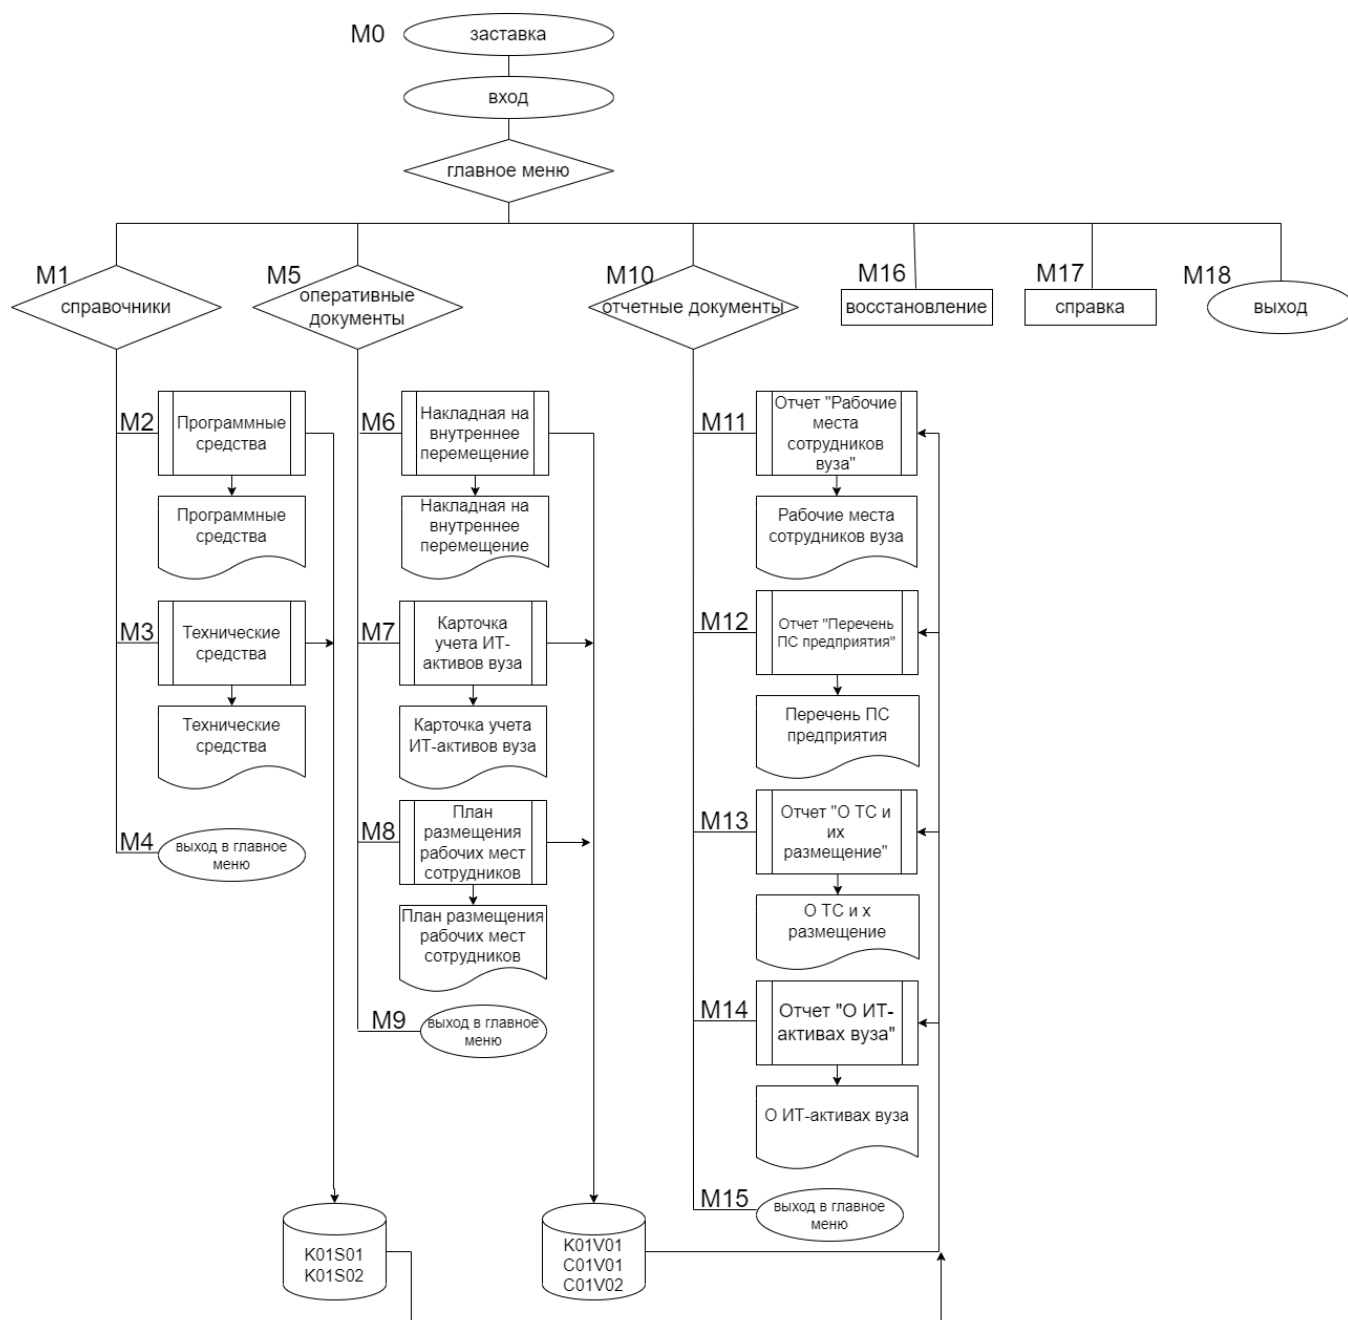 M0
заставка
вход
главное меню
M1
справочники
M5
оперативные
документы
M10
отчетные документы
M16
восстановление
M17
справка
M18
выход
M2
Программные
средства
Программные
средства
M3
Технические
средства
Технические
средства
M4
выход в главное
меню
M6
Накладная на
внутреннее
перемещение
Накладная на
внутреннее
перемещение
M7
Карточка
учета ИТ-
активов вуза
Карточка учета
ИТ-активов вуза
M8
План
размещения
рабочих мест
сотрудников
План размещения
рабочих мест
сотрудников
M9
выход в главное
меню
M11
Отчет "Рабочие
места
сотрудников
вуза"
Рабочие места
сотрудников вуза
M12
Отчет "Перечень
ПС предприятия"
Перечень ПС
предприятия
M13
Отчет "О ТС и
их
размещение"
О ТС и х
размещение
M14
Отчет "О ИТ-
активах вуза"
О ИТ-активах вуза
M15
выход в главное
меню
K01S01
K01S02
K01V01
C01V01
C01V02